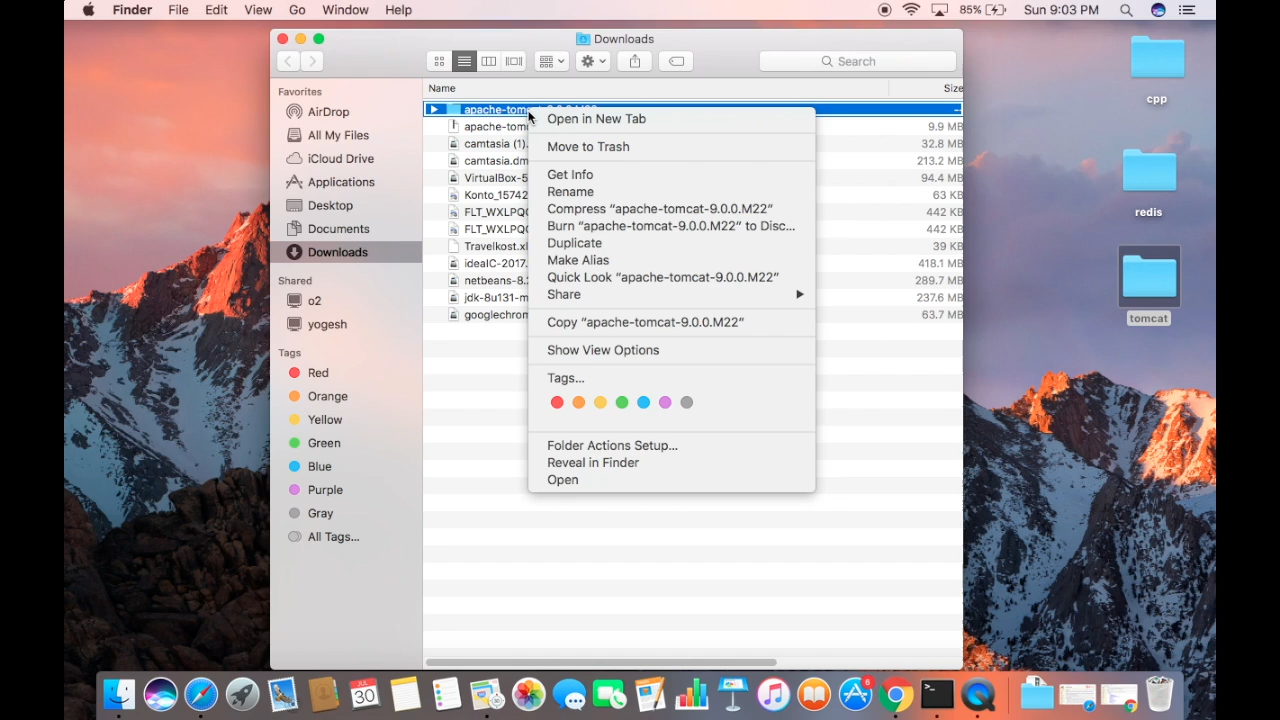 Finder File Edit View Go Window Help
85% Sun 9:03 PM
Downloads
Search
Favorites
AirDrop
All My Files
iCloud Drive
Applications
Desktop
Documents
Downloads
Shared
o2
yogesh
Tags
Red
Orange
Yellow
Green
Blue
Purple
Gray
All Tags...
Name Size
--
9.9 MB
camtasia (1). 32.8 MB
camtasia.dm 213.2 MB
VirtualBox-5 94.4 MB
Konto_15742 63 KB
FLT_WXLPQ 442 KB
FLT_WXLPQ 442 KB
Travelkost.xl 39 KB
ideaIC-2017. 418.1 MB
netbeans-8. 289.7 MB
jdk-8u131-m 237.6 MB
googlechrom 63.7 MB
Open in New Tab
Move to Trash
Get Info
Rename
Compress “apache-tomcat-9.0.0.M22”
Burn “apache-tomcat-9.0.0.M22” to Disc...
Duplicate
Make Alias
Quick Look “apache-tomcat-9.0.0.M22”
Share
Copy “apache-tomcat-9.0.0.M22”
Show View Options
Tags...
Folder Actions Setup...
Reveal in Finder
Open
cpp
redis
tomcat
JUL
30
6